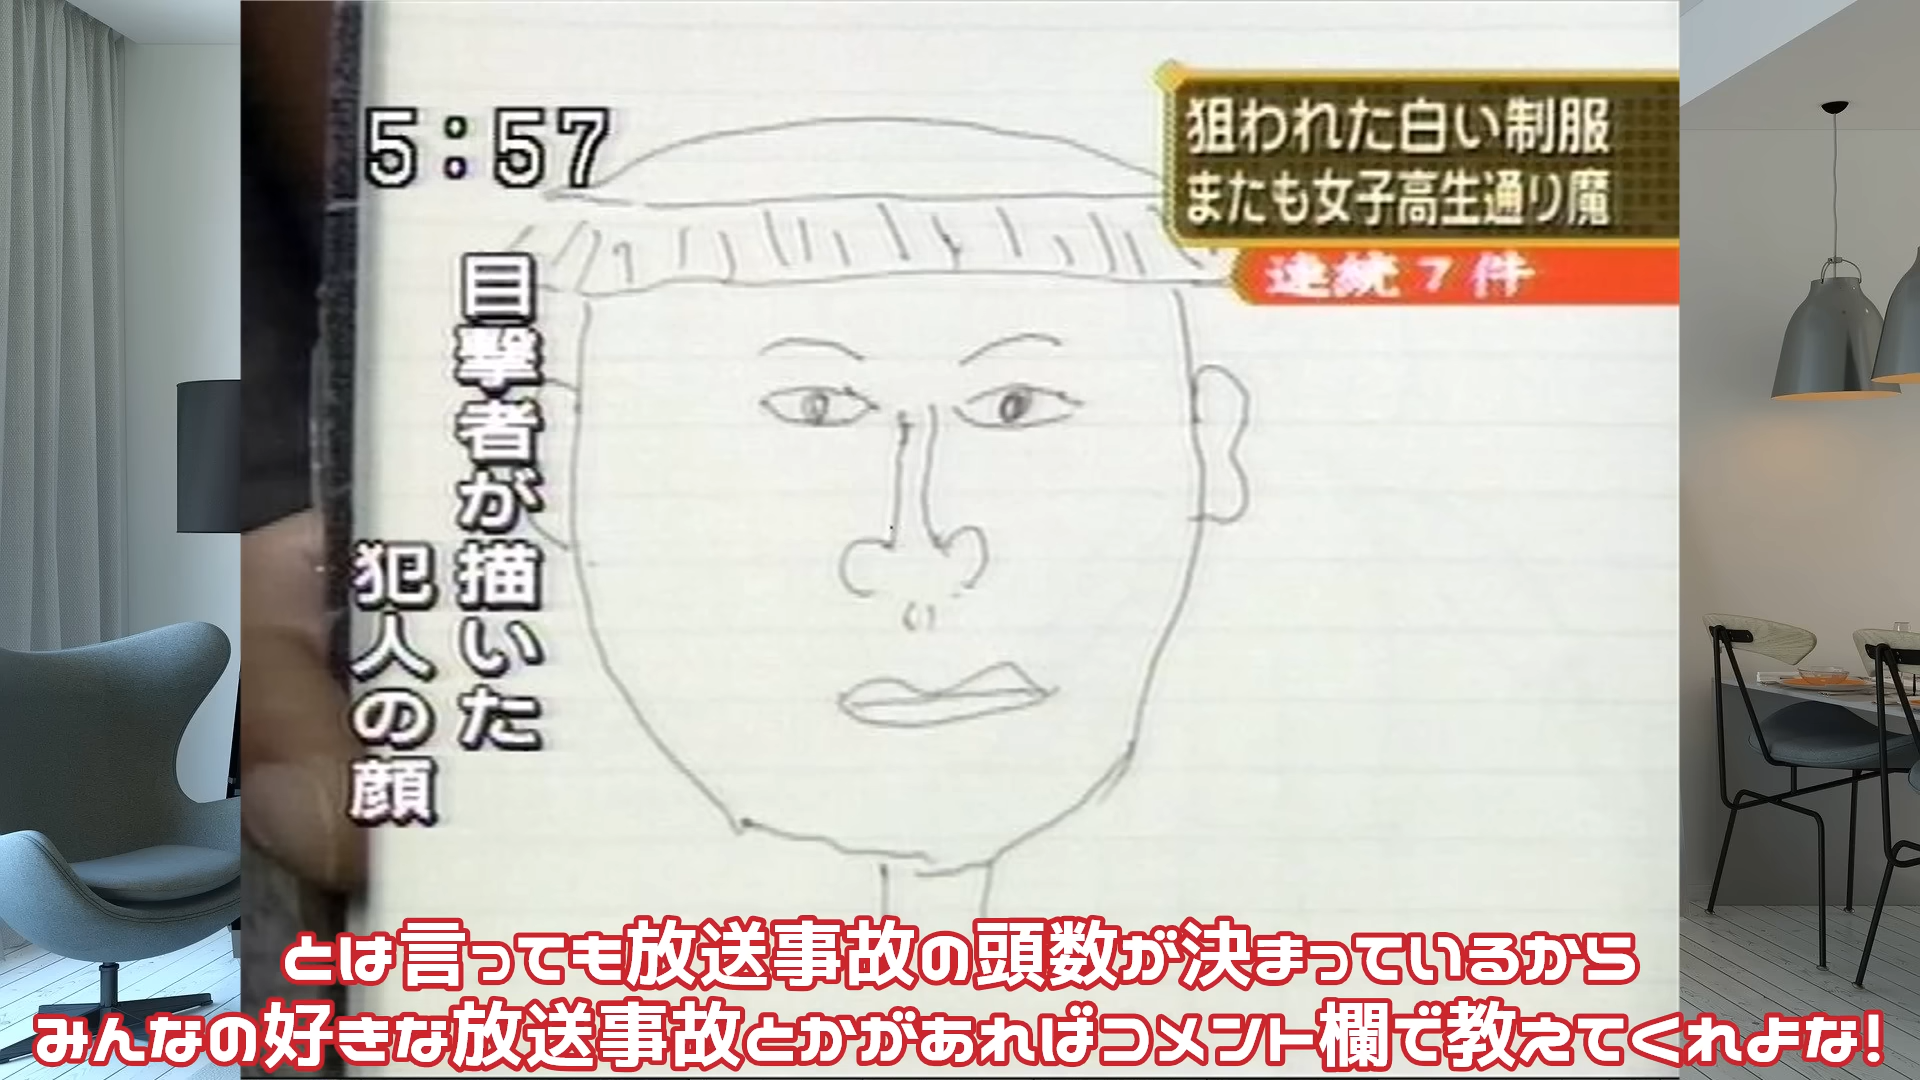 5:57
狙われた白い制服
またも女子高生通り魔
連続7件
目撃者が描いた
犯人の顔
とは言っても放送事故の頭数が決まっているから
みんなの好きな放送事故とかがあればコメント欄で教えてくれよな!